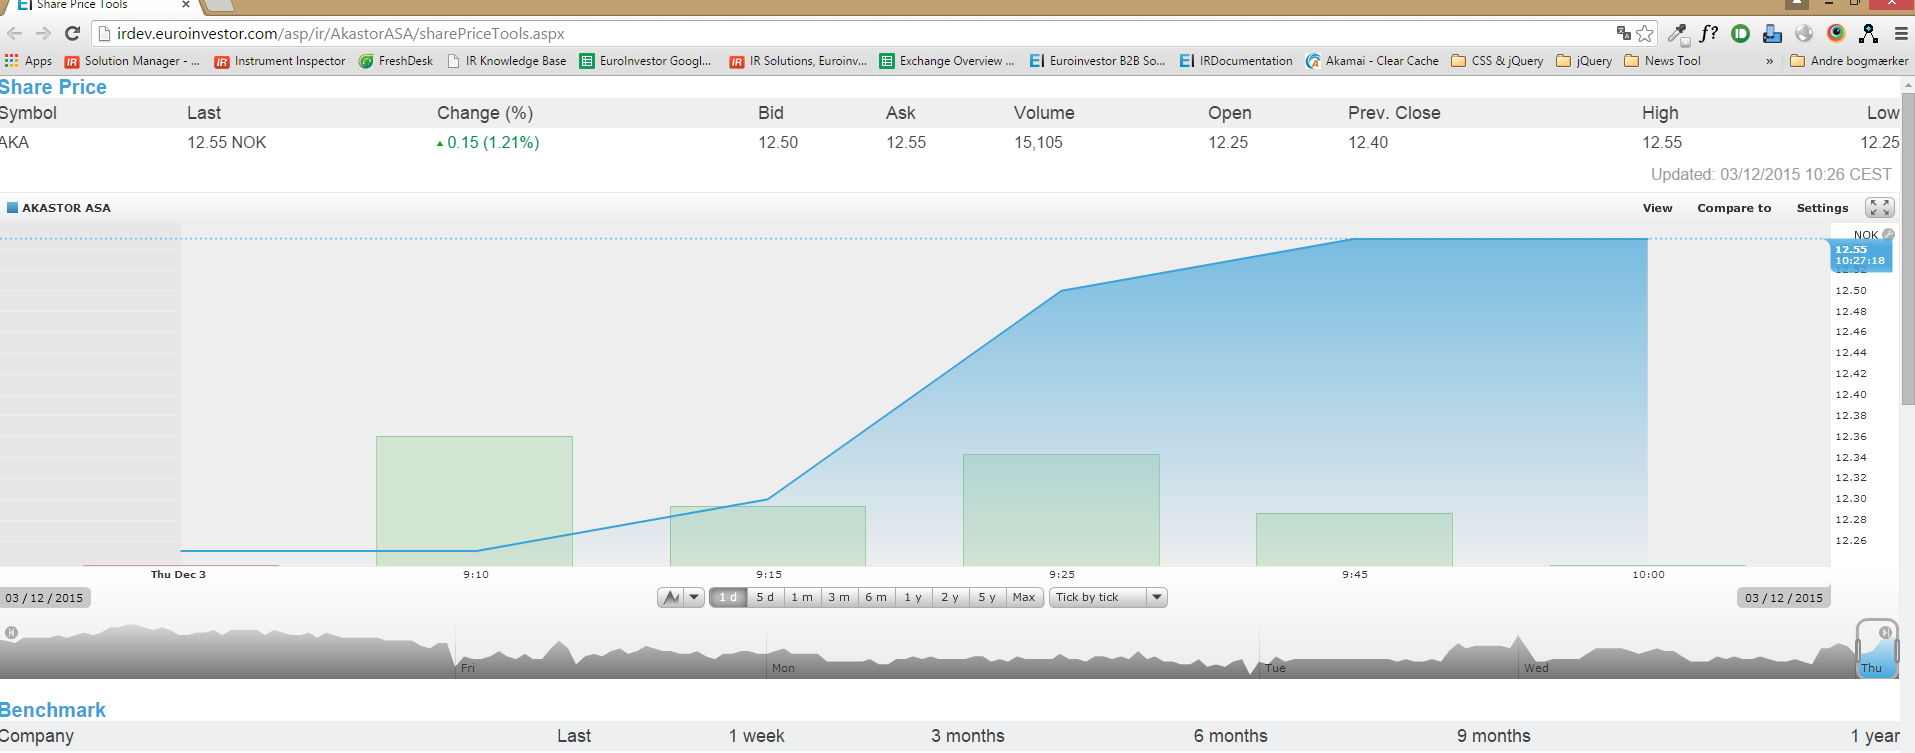 Share Price Tools
irdev.euroinvestor.com/asp/ir/AkastorASA/sharePriceTools.aspx
Apps Solution Manager - ... Instrument Inspector FreshDesk IR Knowledge Base EuroInvestor Googl... IR Solutions, Euroinv... Exchange Overview ... Euroinvestor B2B So... IRDocumentation Akamai - Clear Cache CSS & jQuery jQuery News Tool » Andre bogmærker
Share Price
Symbol Last Change (%) Bid Ask Volume Open Prev. Close High Low
AKA 12.55 NOK 0.15 (1.21%) 12.50 12.55 15,105 12.25 12.40 12.55 12.25
Updated: 03/12/2015 10:26 CEST
AKASTOR ASA View Compare to Settings
NOK
12.55
10:27:18
12.52
12.50
12.48
12.46
12.44
12.42
12.40
12.38
12.36
12.34
12.32
12.30
12.28
12.26
Thu Dec 3 9:10 9:15 9:25 9:45 10:00
03 / 12 / 2015 1 d 5 d 1 m 3 m 6 m 1 y 2 y 5 y Max Tick by tick 03 / 12 / 2015
Fri Mon Tue Wed Thu
Benchmark
Company Last 1 week 3 months 6 months 9 months 1 year